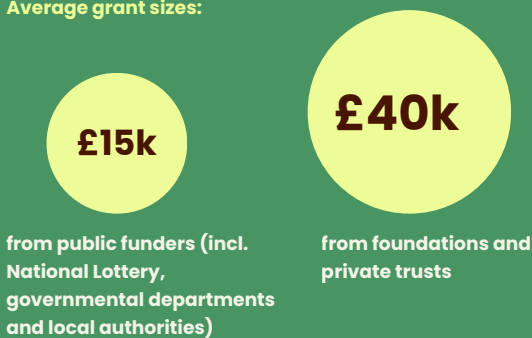 Average grant sizes:
£15k
£40k
from public funders (incl.
National Lottery,
governmental departments
and local authorities)
from foundations and
private trusts